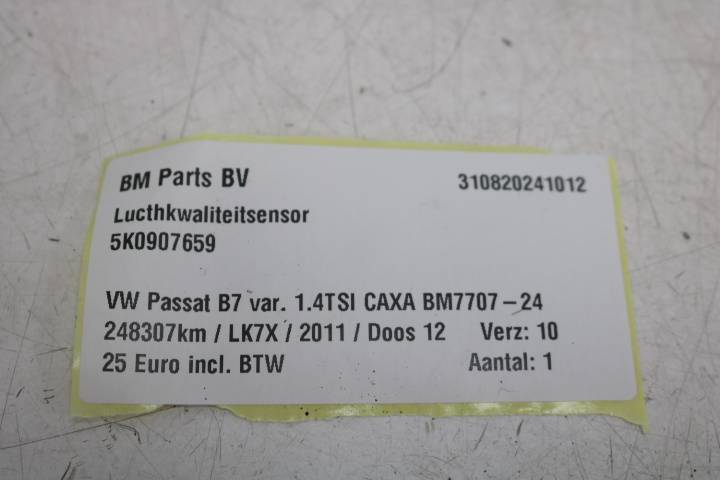 BM Parts BV 310820241012
Lucthkwaliteitsensor
5K0907659
VW Passat B7 var. 1.4TSI CAXA BM7707-24
248307km / LK7X / 2011 / Doos 12 Verz: 10
25 Euro incl. BTW Aantal: 1